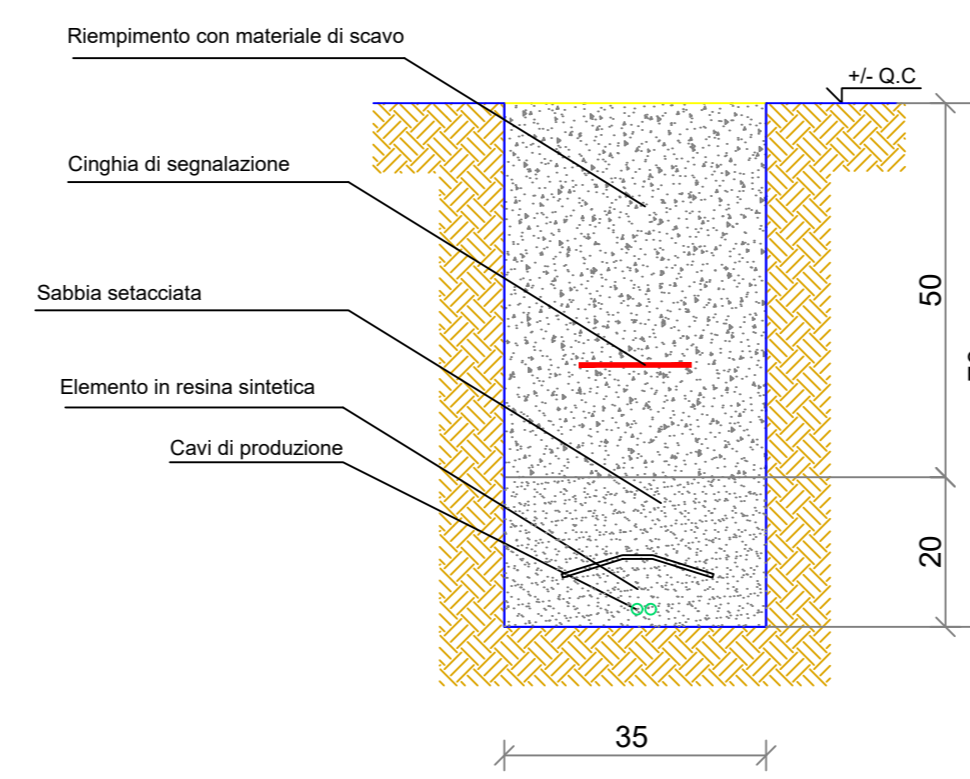 Riempimento con materiale di scavo
+/- Q.C
Cinghia di segnalazione
50
Sabbia setacciata
Elemento in resina sintetica
Cavi di produzione
20
35